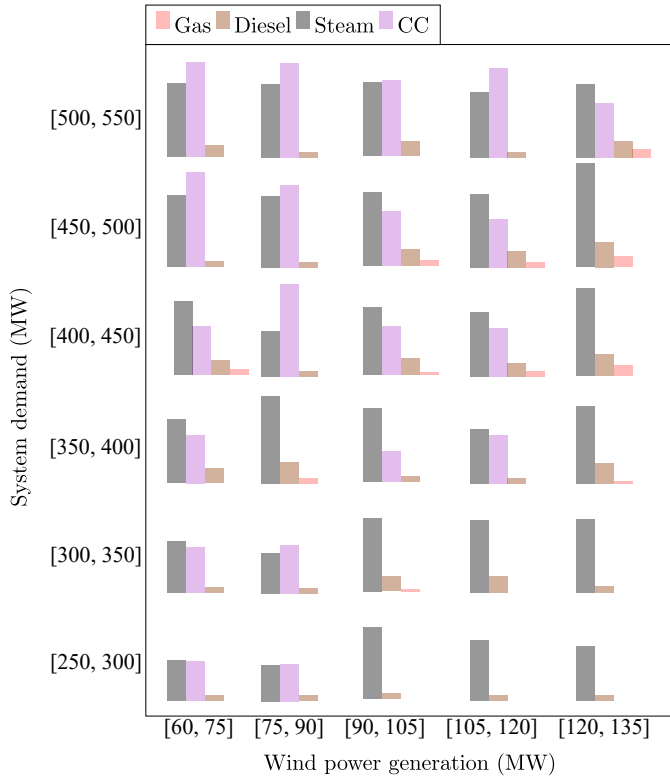 Gas Diesel Steam CC
[500, 550]
[450, 500]
[400, 450]
[350, 400]
[300, 350]
[250, 300]
System demand (MW)
[60, 75] [75, 90] [90, 105] [105, 120] [120, 135]
Wind power generation (MW)